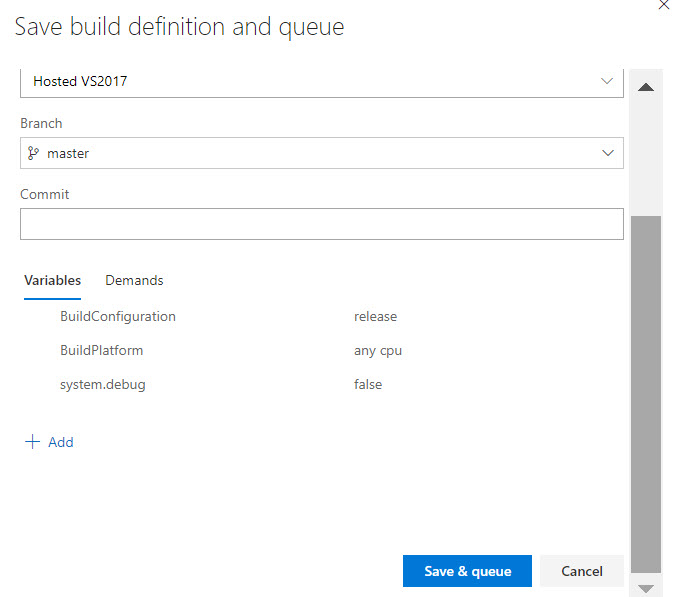 Save build definition and queue
Hosted VS2017
Branch
master
Commit
Variables Demands
BuildConfiguration release
BuildPlatform any cpu
system.debug false
Add
Save & queue Cancel